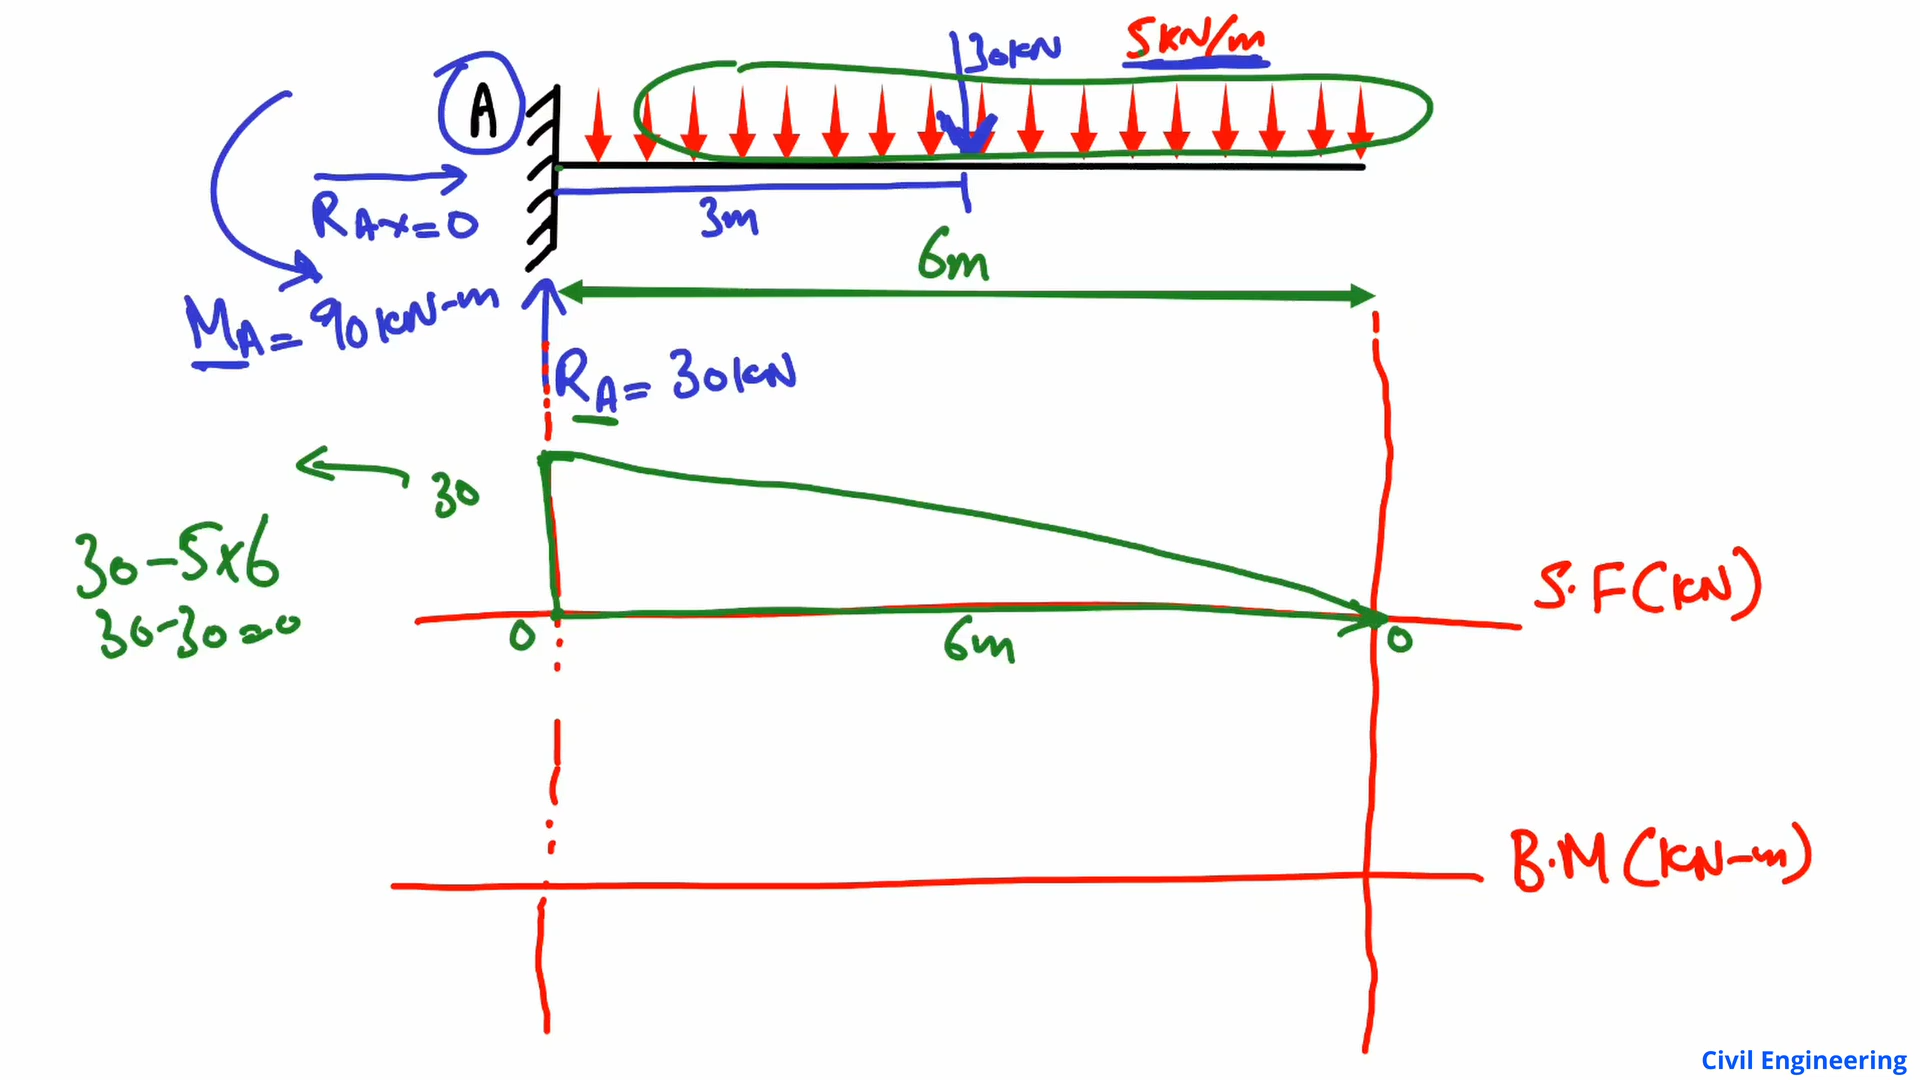 5KN/m
30KN
A
RAx=0
3m
6m
MA=90KN-m
RA=30KN
30
30-5x6
30-30=0
0
6m
0
S.F(KN)
B.M(KN-m)
Civil Engineering